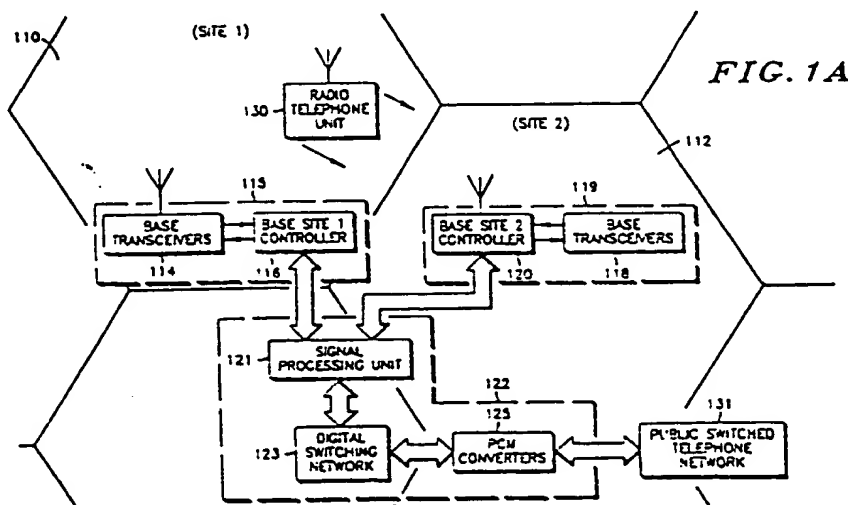 110
(SITE 1)
FIG. 1A
RADIO
TELEPHONE
UNIT
130
(SITE 2)
112
115
119
BASE
TRANSCEIVERS
BASE SITE 1
CONTROLLER
BASE SITE 2
CONTROLLER
BASE
TRANSCEIVERS
114
116
120
118
121
SIGNAL
PROCESSING UNIT
122
125
131
123
DIGITAL
SWITCHING
NETWORK
PCM
CONVERTERS
PUBLIC SWITCHED
TELEPHONE
NETWORK